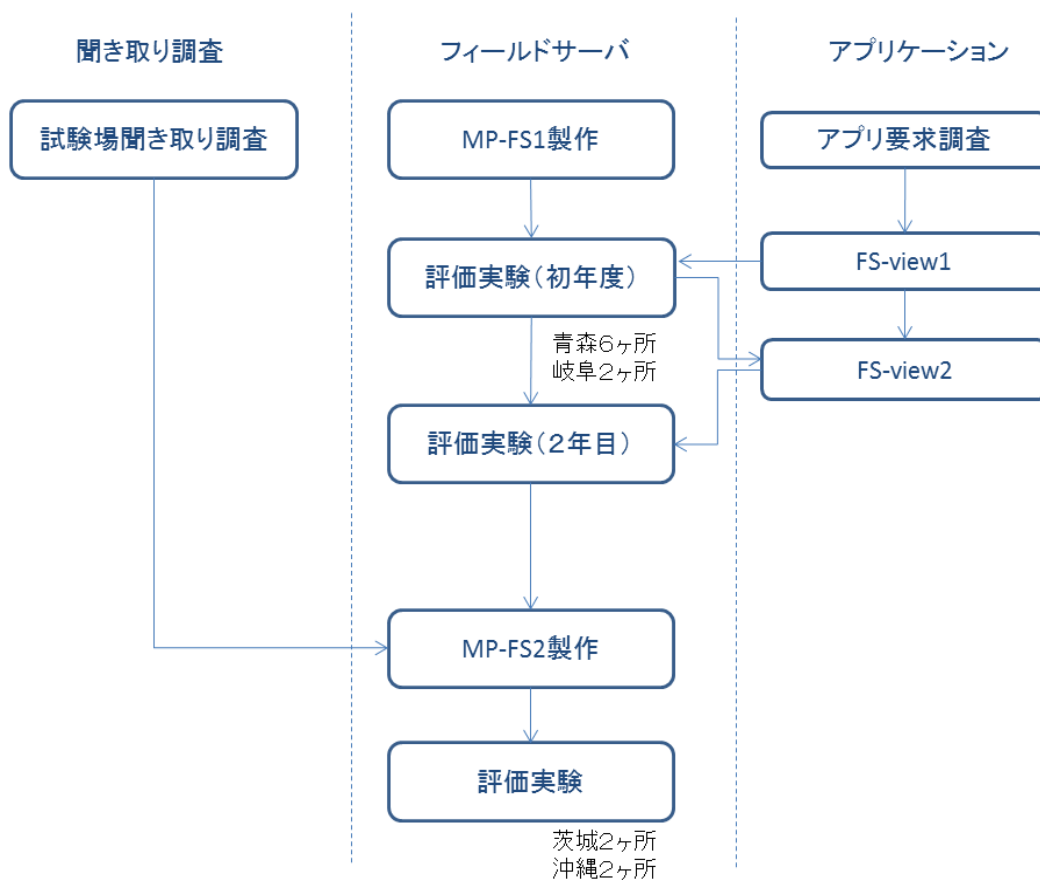 聞き取り調査
フィールドサーバ
アプリケーション
試験場聞き取り調査
MP-FS1製作
アプリ要求調査
評価実験（初年度）
FS-view1
青森６ヶ所
岐阜２ヶ所
FS-view2
評価実験（２年目）
MP-FS2製作
評価実験
茨城２ヶ所
沖縄２ヶ所